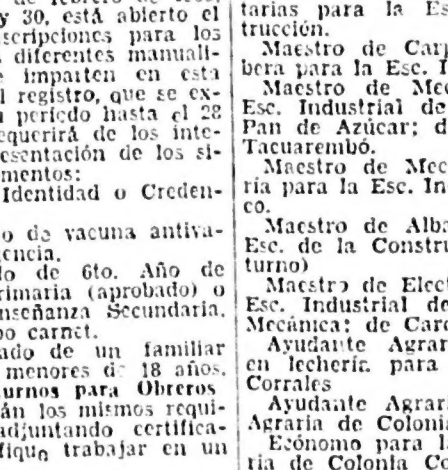 de febrero de
y 30, está abierto el
scripciones para los
diferentes manuali-
e imparten en esta
l registro, que se ex-
u período hasta el 28
equerirá de los inte-
esentación de los si-
mentos:
Identidad o Creden-
o de vacuna antiva-
encia.
do de 6to. Año de
rimaria (aprobado) o
nseñanza Secundaria.
po carnet.
ado de un familiar
menores de 18 años.
urnos para Obreros
án los mismos requi-
adjuntando certifica-
fique trabajar en un
tarias para la Es
trucción.
Maestro de Carp
bera para la Esc. I
Maestro de Mec
Esc. Industrial de
Pan de Azúcar; d
Tacuarembó.
Maestro de Mec
ría para la Esc. In
co.
Maestro de Alba
Esc. de la Constru
turno)
Maestro de Elect
Esc. Industrial de
Mecánica; de Card
Ayudante Agrar
en lechería para
Corrales
Ayudante Agrari
Agraria de Coloni
Ecónomo para l
ria de Colonia Co